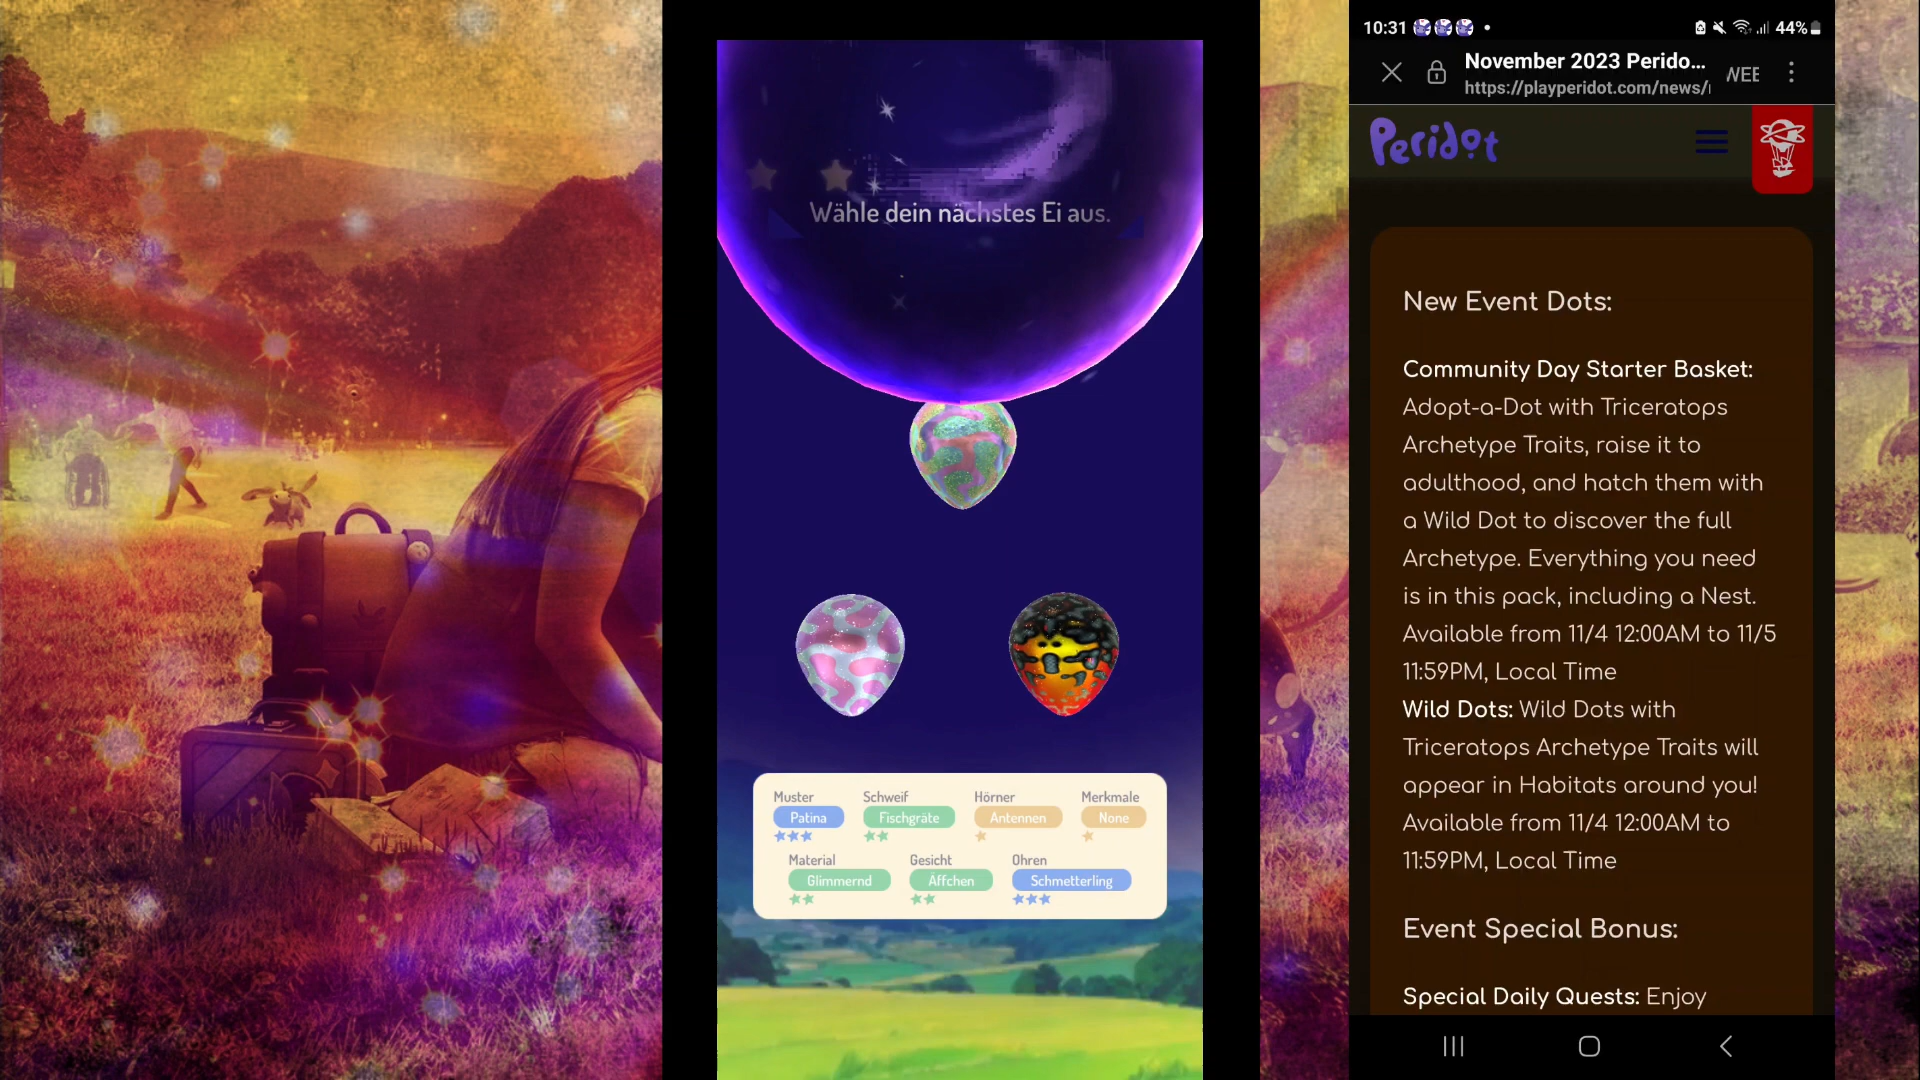 Wähle dein nächstes Ei aus.
Muster Schweif Hörner Merkmale
Patina Fischgräte Antennen None
Material Gesicht Ohren
Glimmernd Äffchen Schmetterling
10:31 44%
November 2023 Perido...
https://playperidot.com/news/
WEE
Peridot
New Event Dots:
Community Day Starter Basket:
Adopt-a-Dot with Triceratops
Archetype Traits, raise it to
adulthood, and hatch them with
a Wild Dot to discover the full
Archetype. Everything you need
is in this pack, including a Nest.
Available from 11/4 12:00AM to 11/5
11:59PM, Local Time
Wild Dots: Wild Dots with
Triceratops Archetype Traits will
appear in Habitats around you!
Available from 11/4 12:00AM to
11:59PM, Local Time
Event Special Bonus:
Special Daily Quests: Enjoy